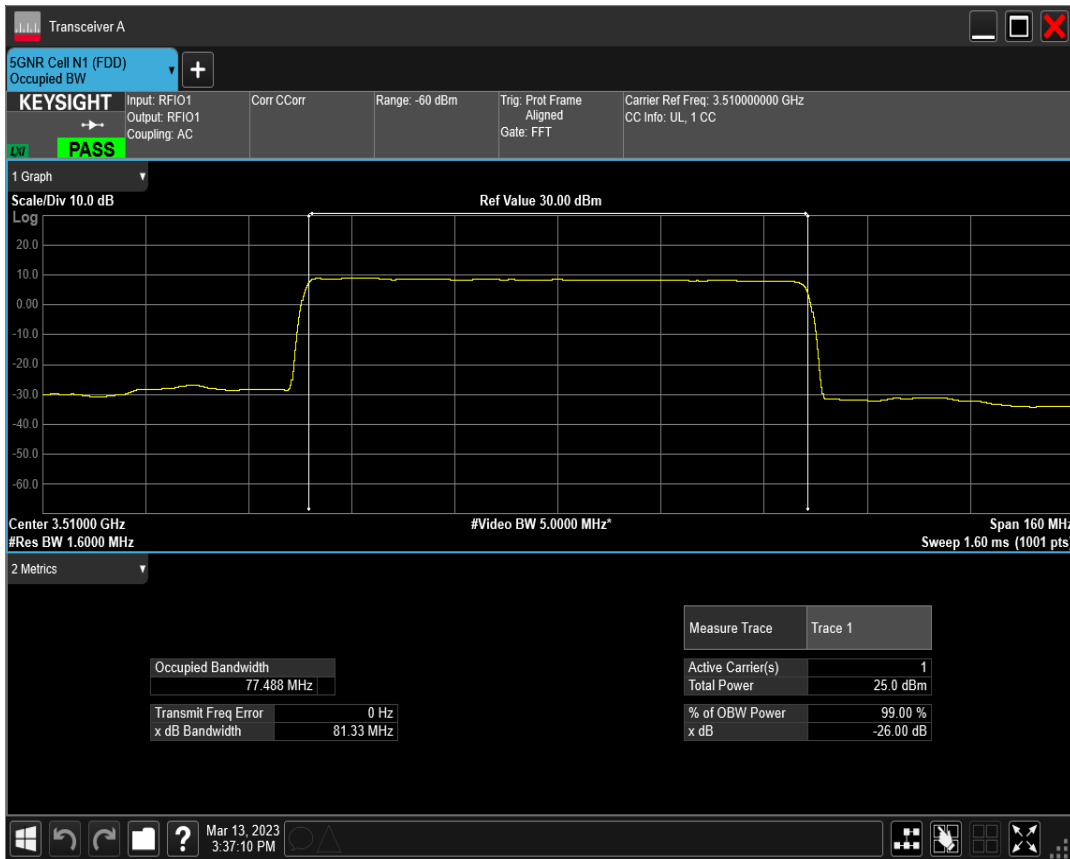 Transceiver A
5GNR Cell N1 (FDD)
Occupied BW
+
KEYSIGHT
LXI
PASS
Input: RFIO1
Output: RFIO1
Coupling: AC
Corr CCorr
Range: -60 dBm
Trig: Prot Frame
Aligned
Gate: FFT
Carrier Ref Freq: 3.510000000 GHz
CC Info: UL, 1 CC
1 Graph
Scale/Div 10.0 dB
Ref Value 30.00 dBm
Log
20.0
10.0
0.00
-10.0
-20.0
-30.0
-40.0
-50.0
-60.0
Center 3.51000 GHz
#Video BW 5.0000 MHz*
Span 160 MHz
#Res BW 1.6000 MHz
Sweep 1.60 ms (1001 pts)
2 Metrics
Measure Trace Trace 1
Occupied Bandwidth
77.488 MHz
Active Carrier(s) 1
Total Power 25.0 dBm
Transmit Freq Error 0 Hz
x dB Bandwidth 81.33 MHz
% of OBW Power 99.00 %
x dB -26.00 dB
?
Mar 13, 2023
3:37:10 PM